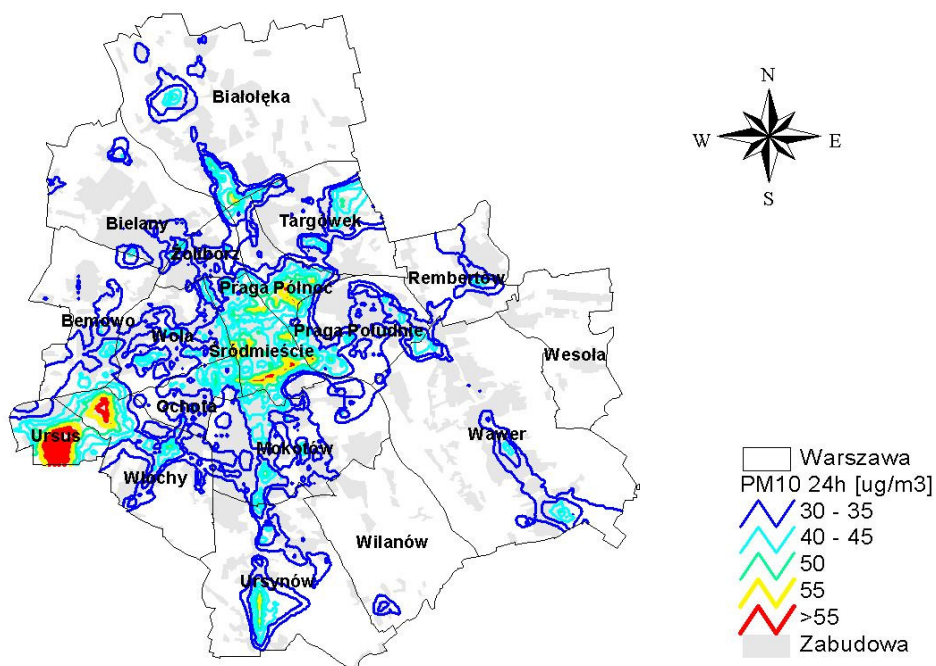 Białołęka
N
W
E
S
Bielany
Targówek
Żoliborz
Rembertów
Praga Północ
Bemowo
Wola
Praga Południe
Śródmieście
Wesoła
Ochota
Ursus
Mokotów
Wawer
Włochy
Wilanów
Ursynów
Warszawa
PM10 24h [ug/m3]
30 - 35
40 - 45
50
55
>55
Zabudowa